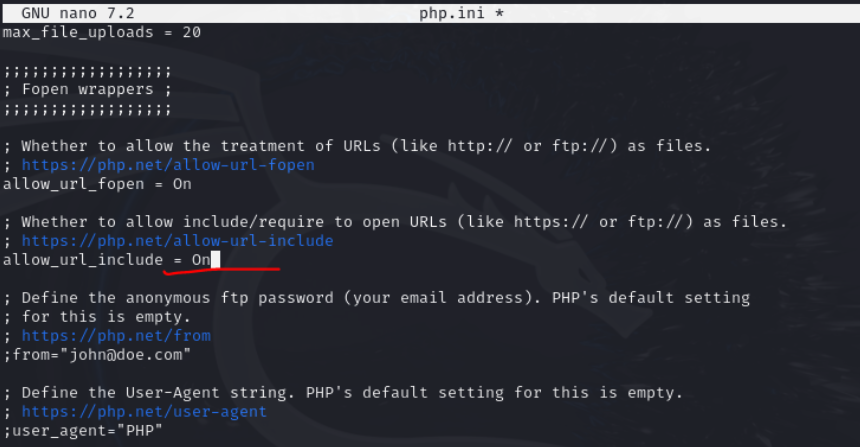 GNU nano 7.2 php.ini *
max_file_uploads = 20
;;;;;;;;;;;;;;;;;;
; Fopen wrappers ;
;;;;;;;;;;;;;;;;;;
; Whether to allow the treatment of URLs (like http:// or ftp://) as files.
; https://php.net/allow-url-fopen
allow_url_fopen = On
; Whether to allow include/require to open URLs (like https:// or ftp://) as files.
; https://php.net/allow-url-include
allow_url_include = On
; Define the anonymous ftp password (your email address). PHP's default setting
; for this is empty.
; https://php.net/from
;from="john@doe.com"
; Define the User-Agent string. PHP's default setting for this is empty.
; https://php.net/user-agent
;user_agent="PHP"